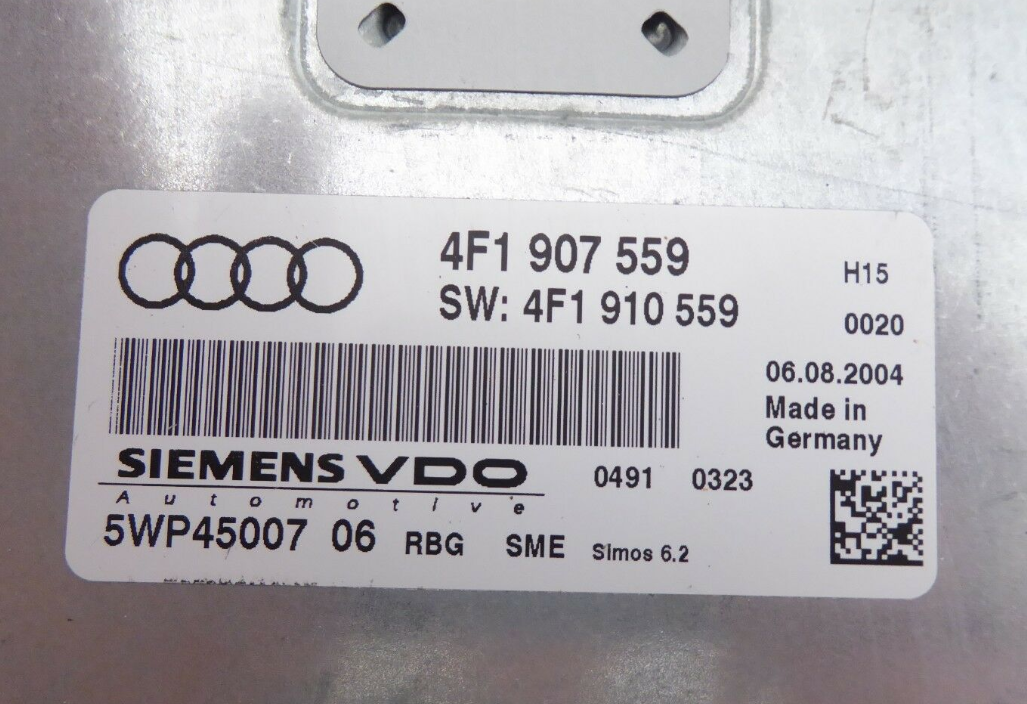 4F1 907 559
SW: 4F1 910 559
H15
0020
06.08.2004
Made in
Germany
SIEMENS VDO
Automotive
0491 0323
5WP45007 06 RBG SME Simos 6.2